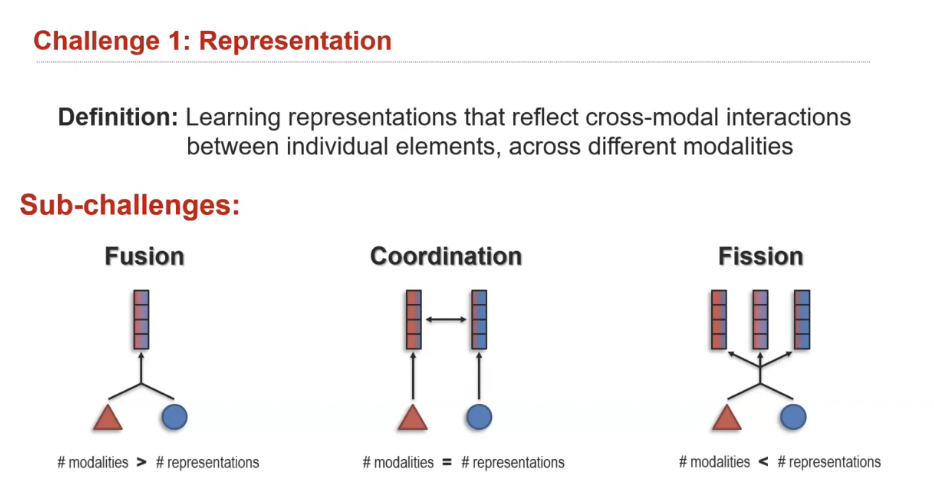 Challenge 1: Representation
Definition: Learning representations that reflect cross-modal interactions
between individual elements, across different modalities
Sub-challenges:
Fusion
Coordination
Fission
# modalities > # representations
# modalities = # representations
# modalities < # representations